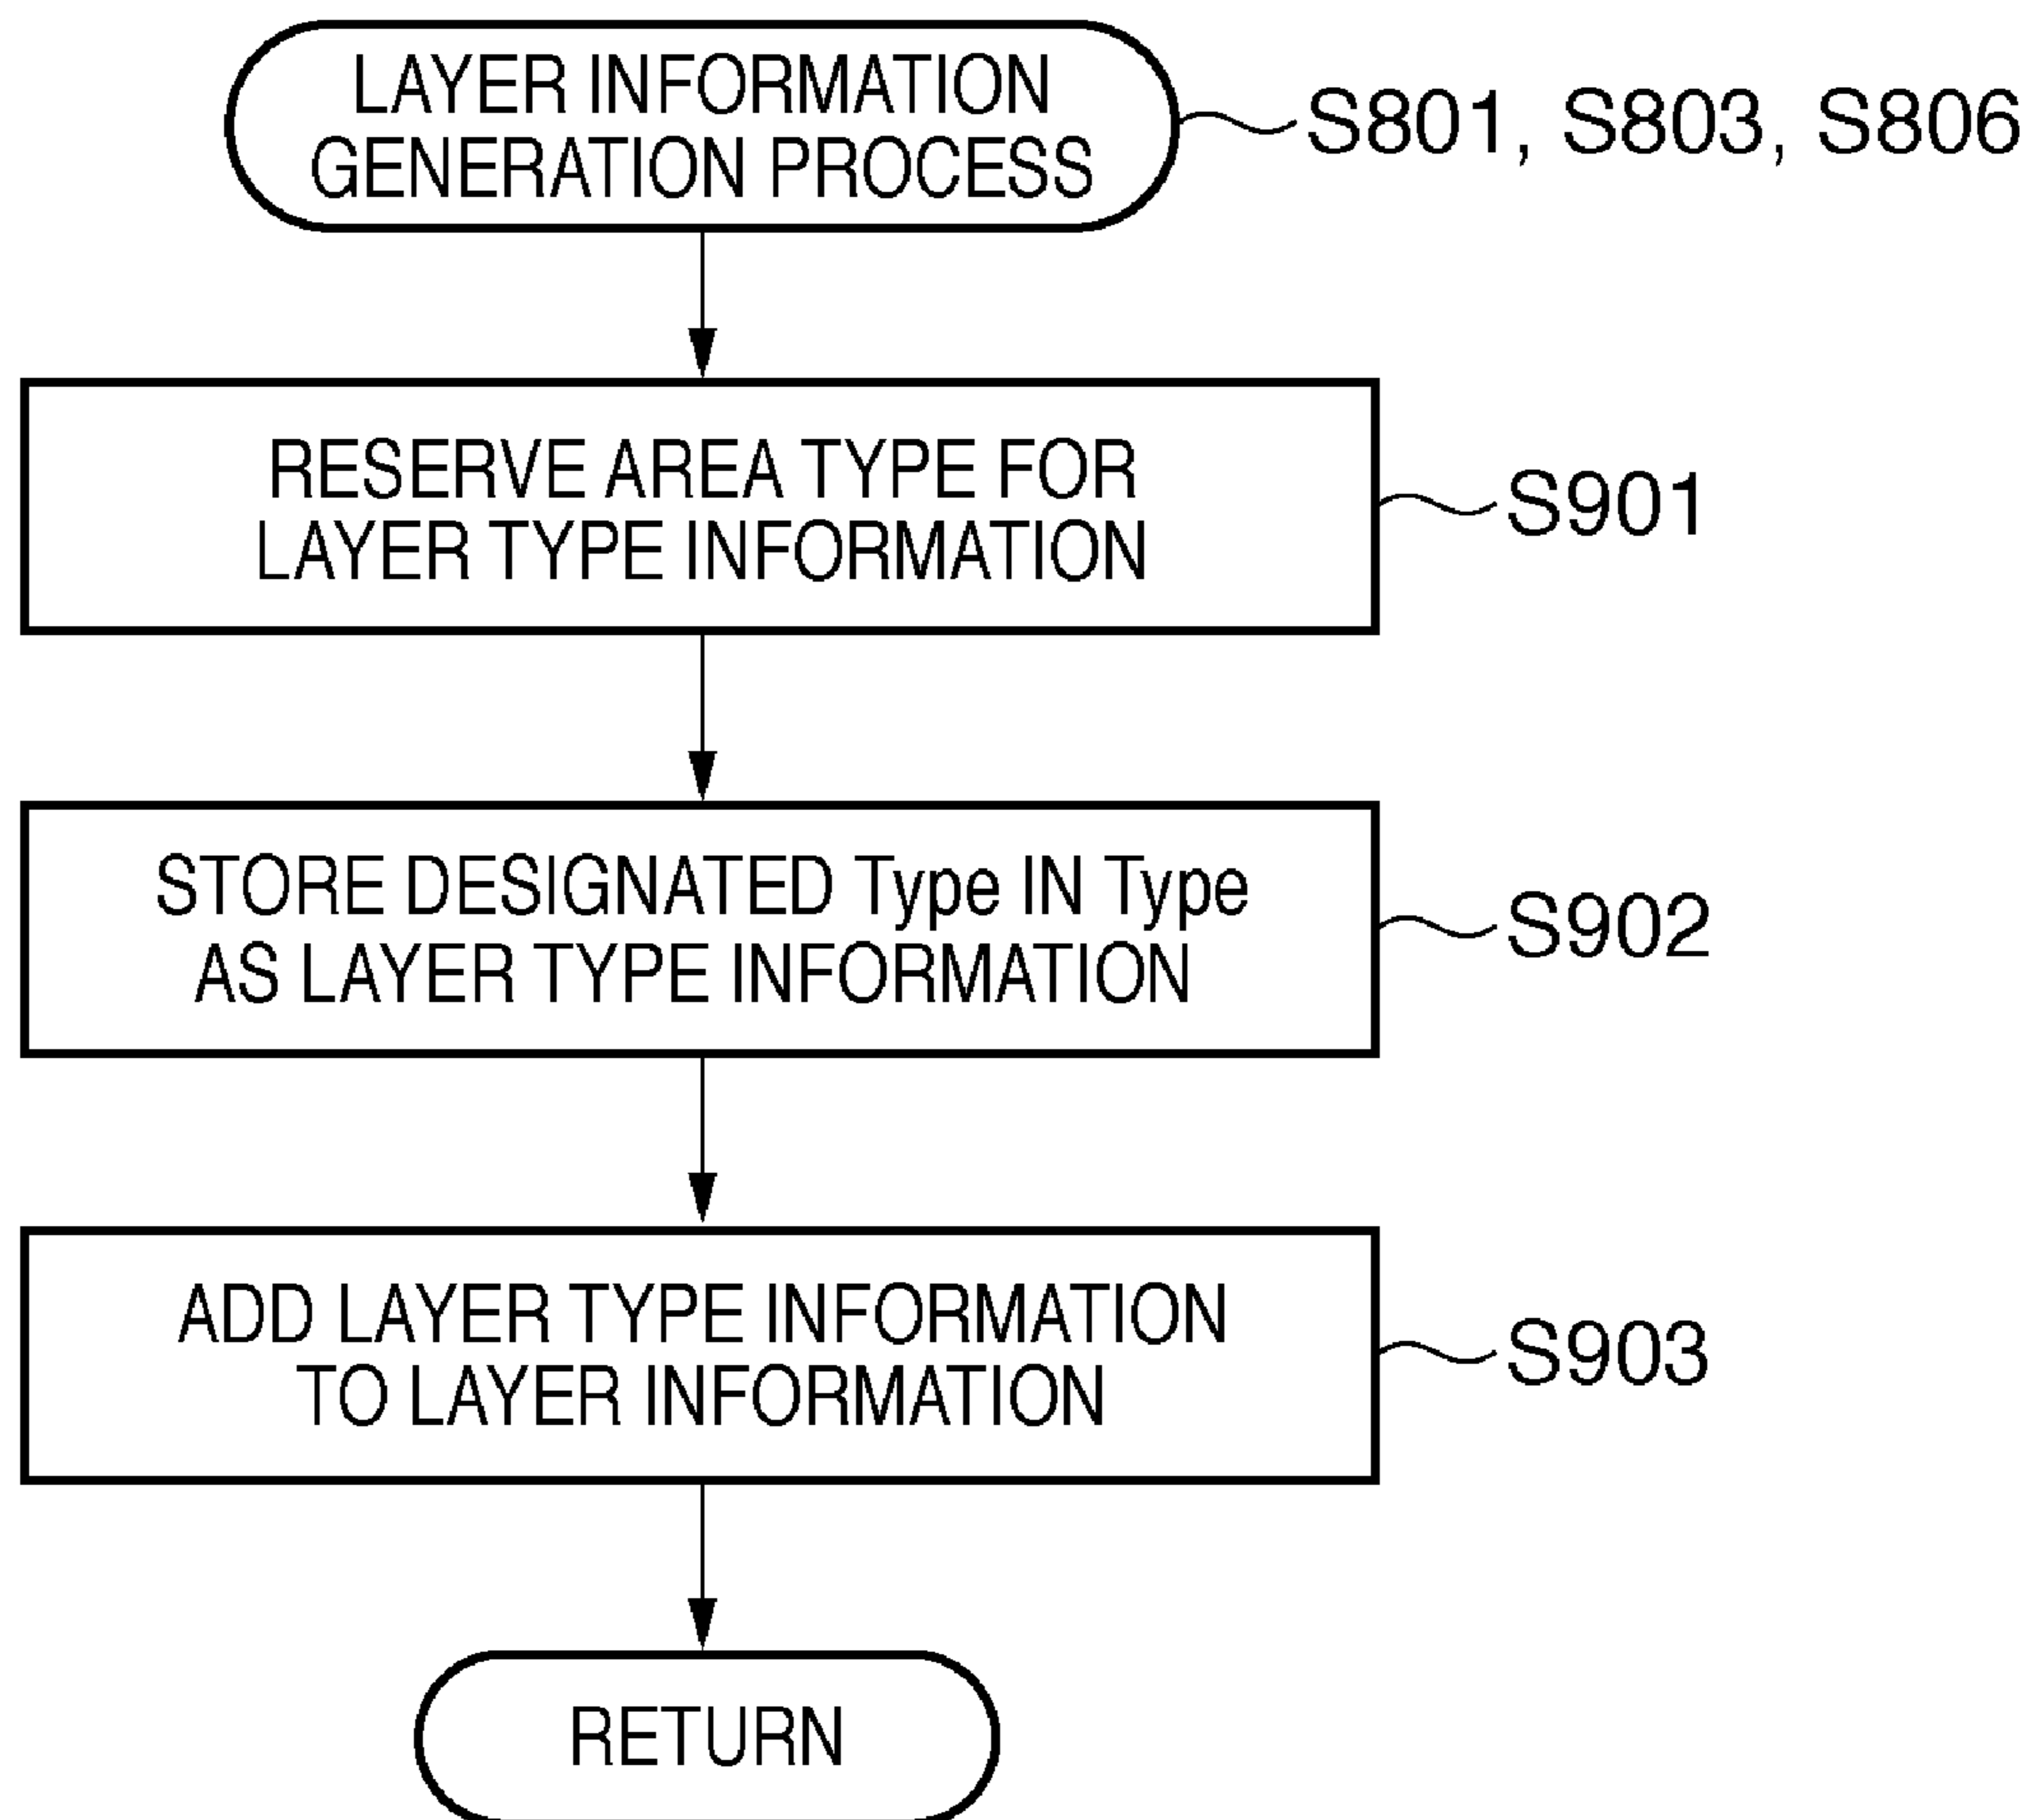 LAYER INFORMATION
GENERATION PROCESS
S801, S803, S806
RESERVE AREA TYPE FOR
LAYER TYPE INFORMATION
S901
STORE DESIGNATED Type IN Type
AS LAYER TYPE INFORMATION
S902
ADD LAYER TYPE INFORMATION
TO LAYER INFORMATION
S903
RETURN